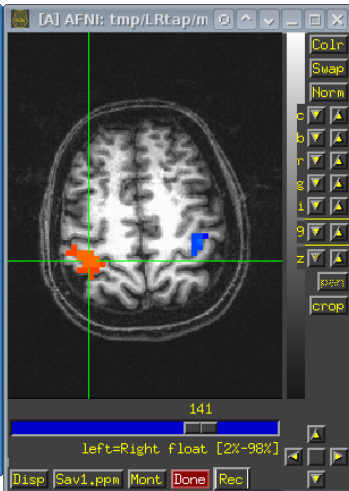 [A] AFNI: tmp/LRtap/m
Colr
Swap
Norm
c
b
r
g
i
9
z
pan
crop
141
left=Right float [2%-98%]
Disp Sav1.ppm Mont Done Rec